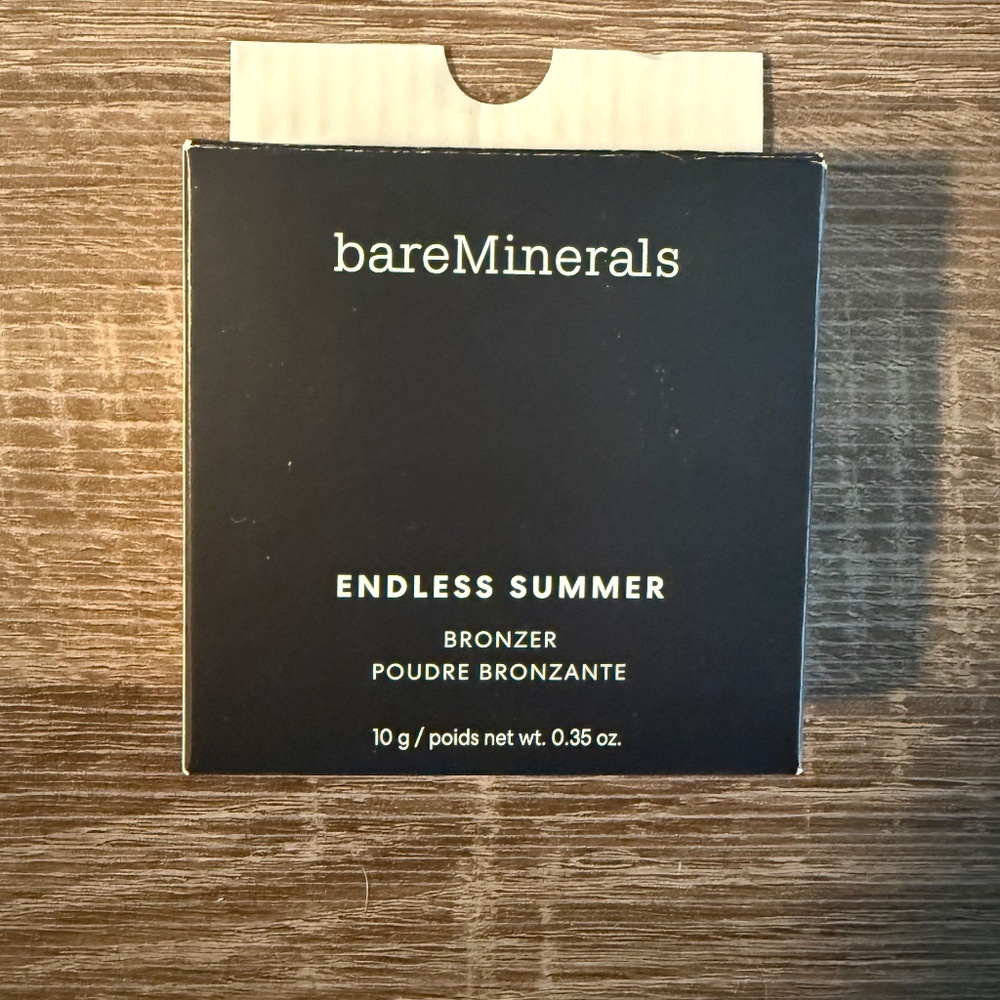 bareMinerals
ENDLESS SUMMER
BRONZER
POUDRE BRONZANTE
10 g / poids net wt. 0.35 oz.